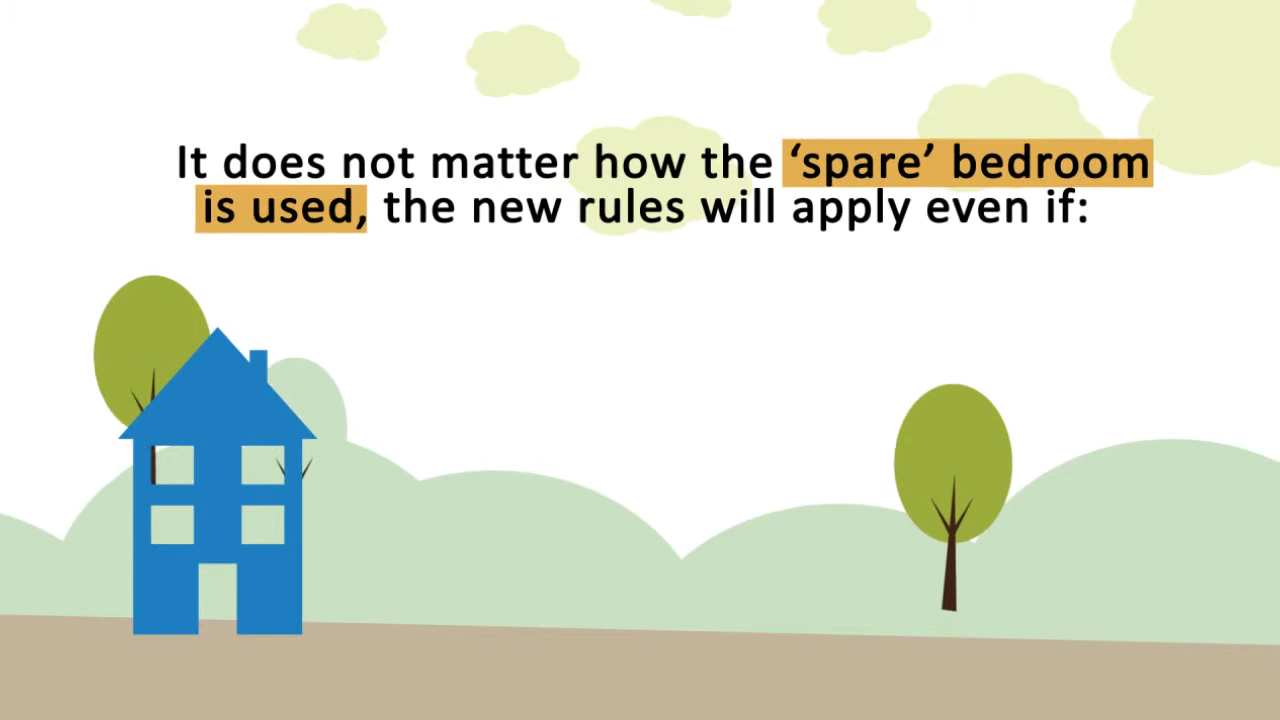 It does not matter how the ‘spare’ bedroom
is used, the new rules will apply even if: